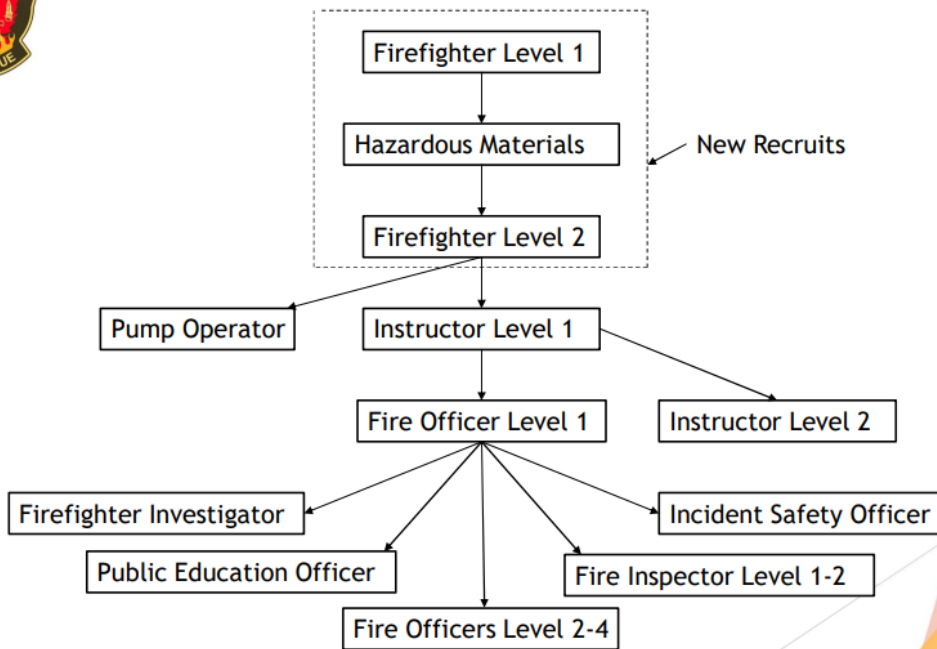 UE
Firefighter Level 1
Hazardous Materials
New Recruits
Firefighter Level 2
Pump Operator
Instructor Level 1
Fire Officer Level 1
Instructor Level 2
Firefighter Investigator
Incident Safety Officer
Public Education Officer
Fire Inspector Level 1-2
Fire Officers Level 2-4